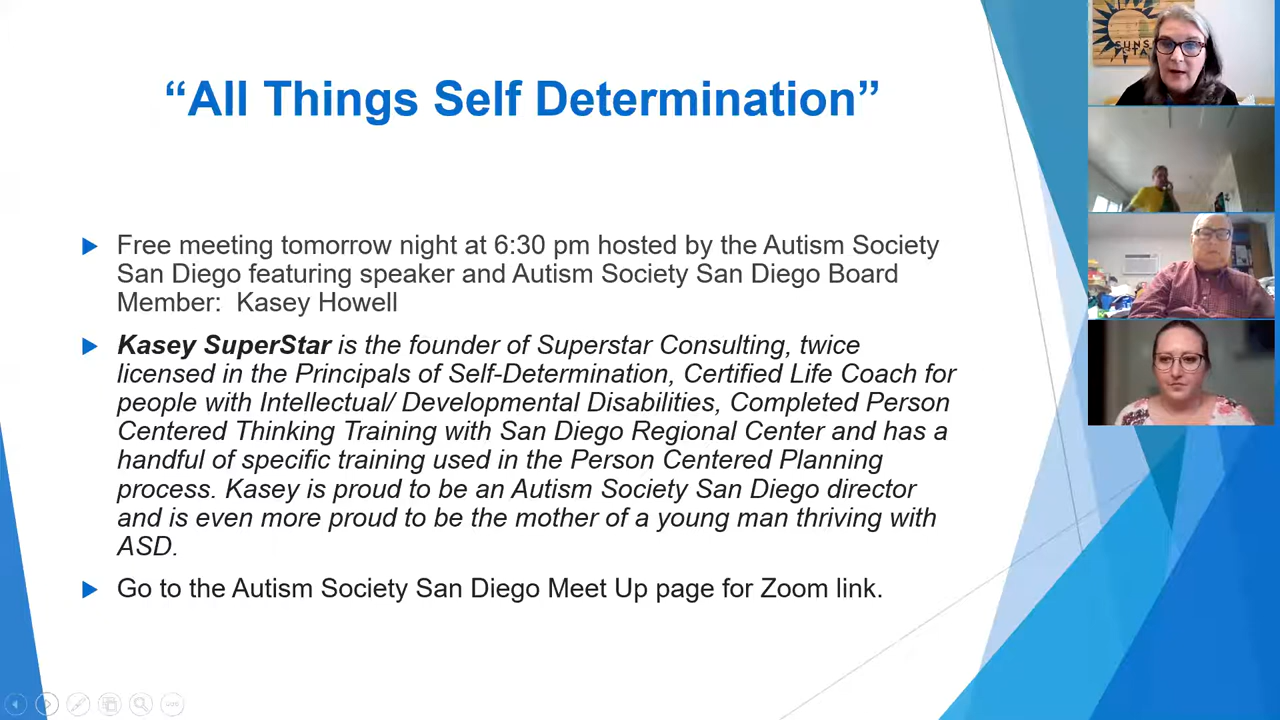 “All Things Self Determination”
Free meeting tomorrow night at 6:30 pm hosted by the Autism Society
San Diego featuring speaker and Autism Society San Diego Board
Member:  Kasey Howell
Kasey SuperStar is the founder of Superstar Consulting, twice
licensed in the Principals of Self-Determination, Certified Life Coach for
people with Intellectual/ Developmental Disabilities, Completed Person
Centered Thinking Training with San Diego Regional Center and has a
handful of specific training used in the Person Centered Planning
process. Kasey is proud to be an Autism Society San Diego director
and is even more proud to be the mother of a young man thriving with
ASD.
Go to the Autism Society San Diego Meet Up page for Zoom link.